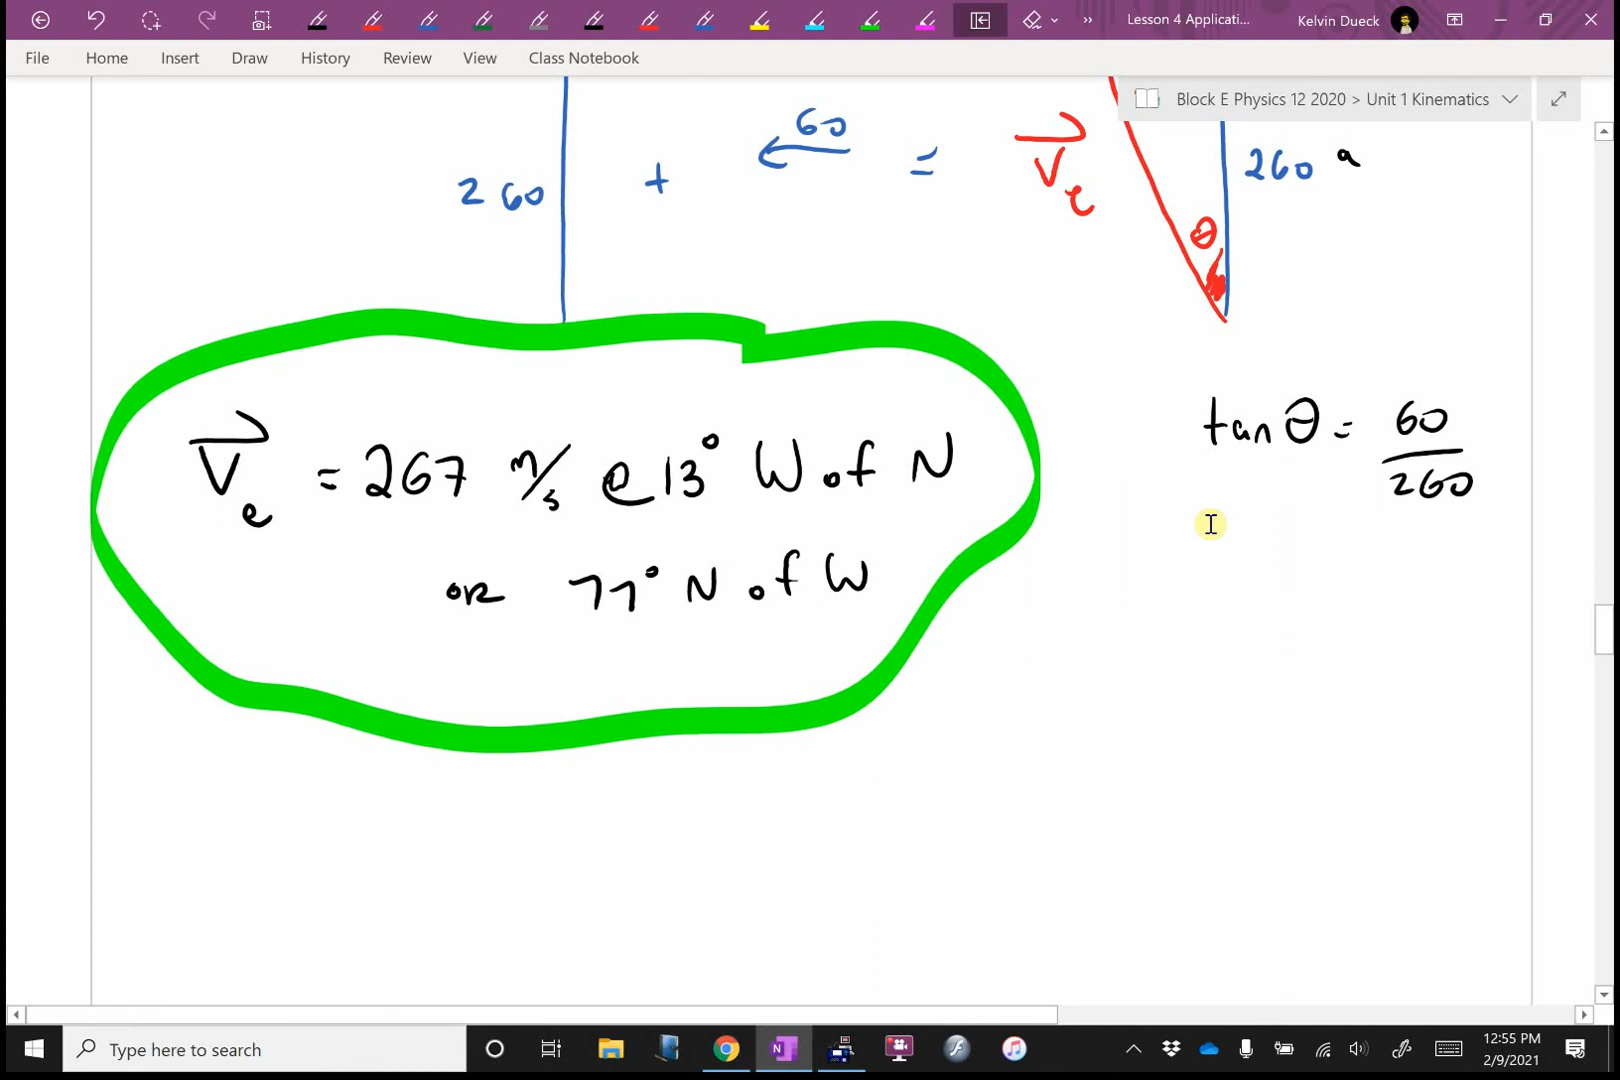 Lesson 4 Applicati...
Kelvin Dueck
File Home Insert Draw History Review View Class Notebook
Block E Physics 12 2020 > Unit 1 Kinematics
260 + 60 = V e 260 a
θ
V e = 267 m/s @ 13° W of N
or 77° N of W
tan θ = 60/260
Type here to search
12:55 PM
2/9/2021